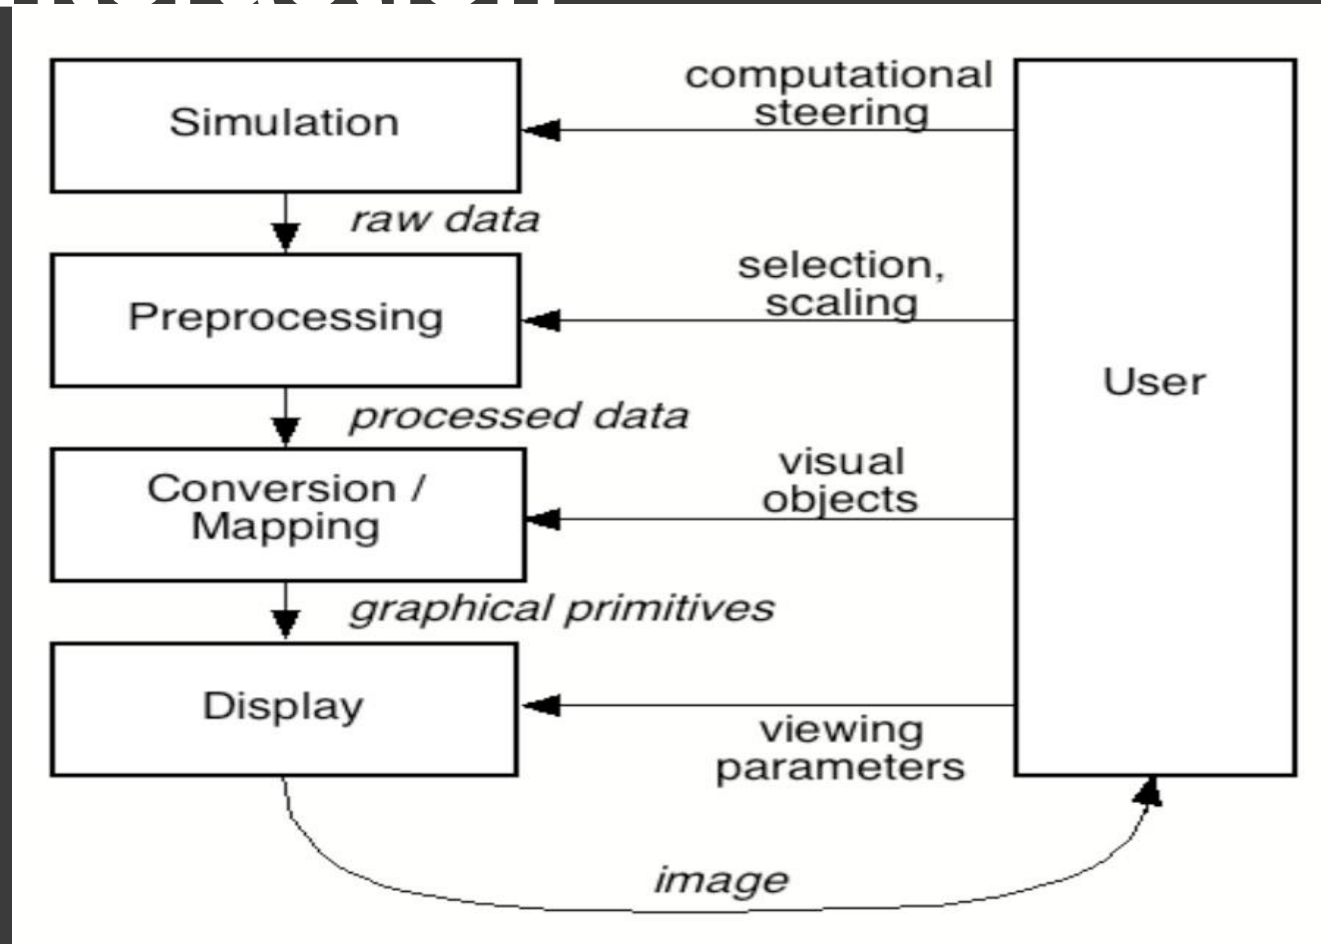 computational
steering
Simulation
raw data
selection,
scaling
Preprocessing
User
processed data
visual
objects
Conversion /
Mapping
graphical primitives
Display
viewing
parameters
image